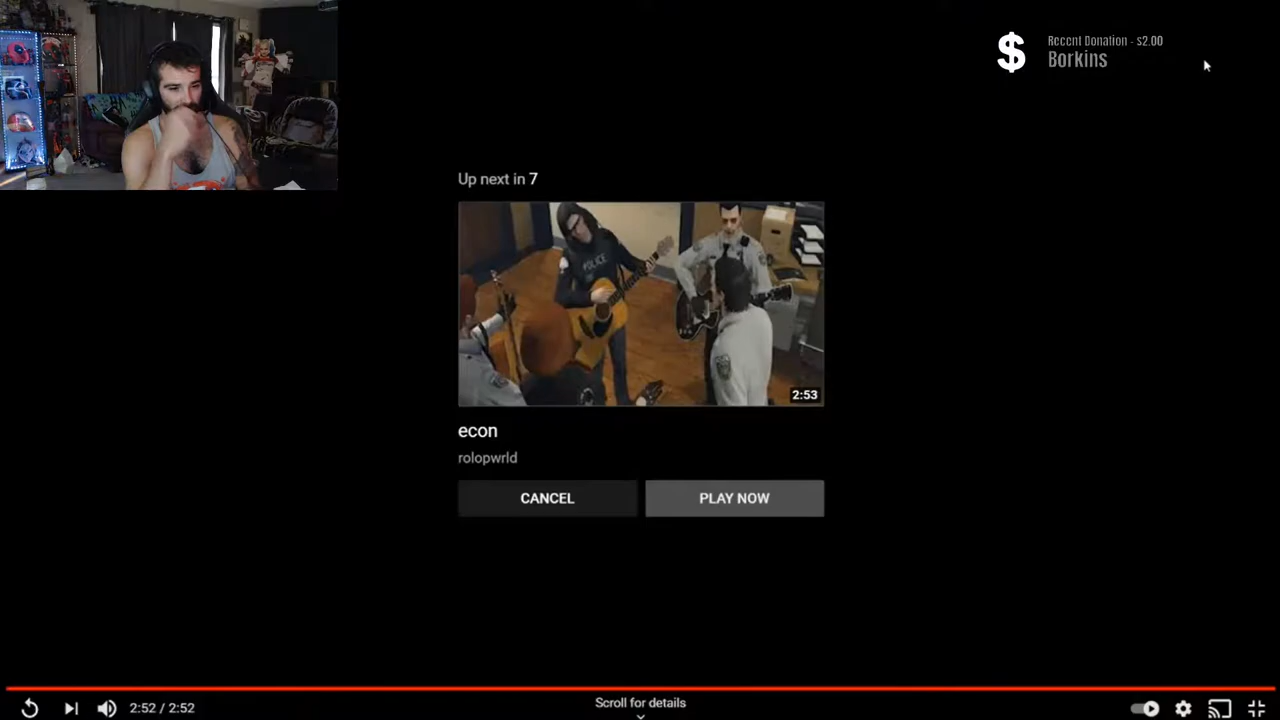 Recent Donation - $2.00
Borkins
Up next in 7
POLICE
2:53
econ
rolopwrld
CANCEL
PLAY NOW
Scroll for details
2:52 / 2:52